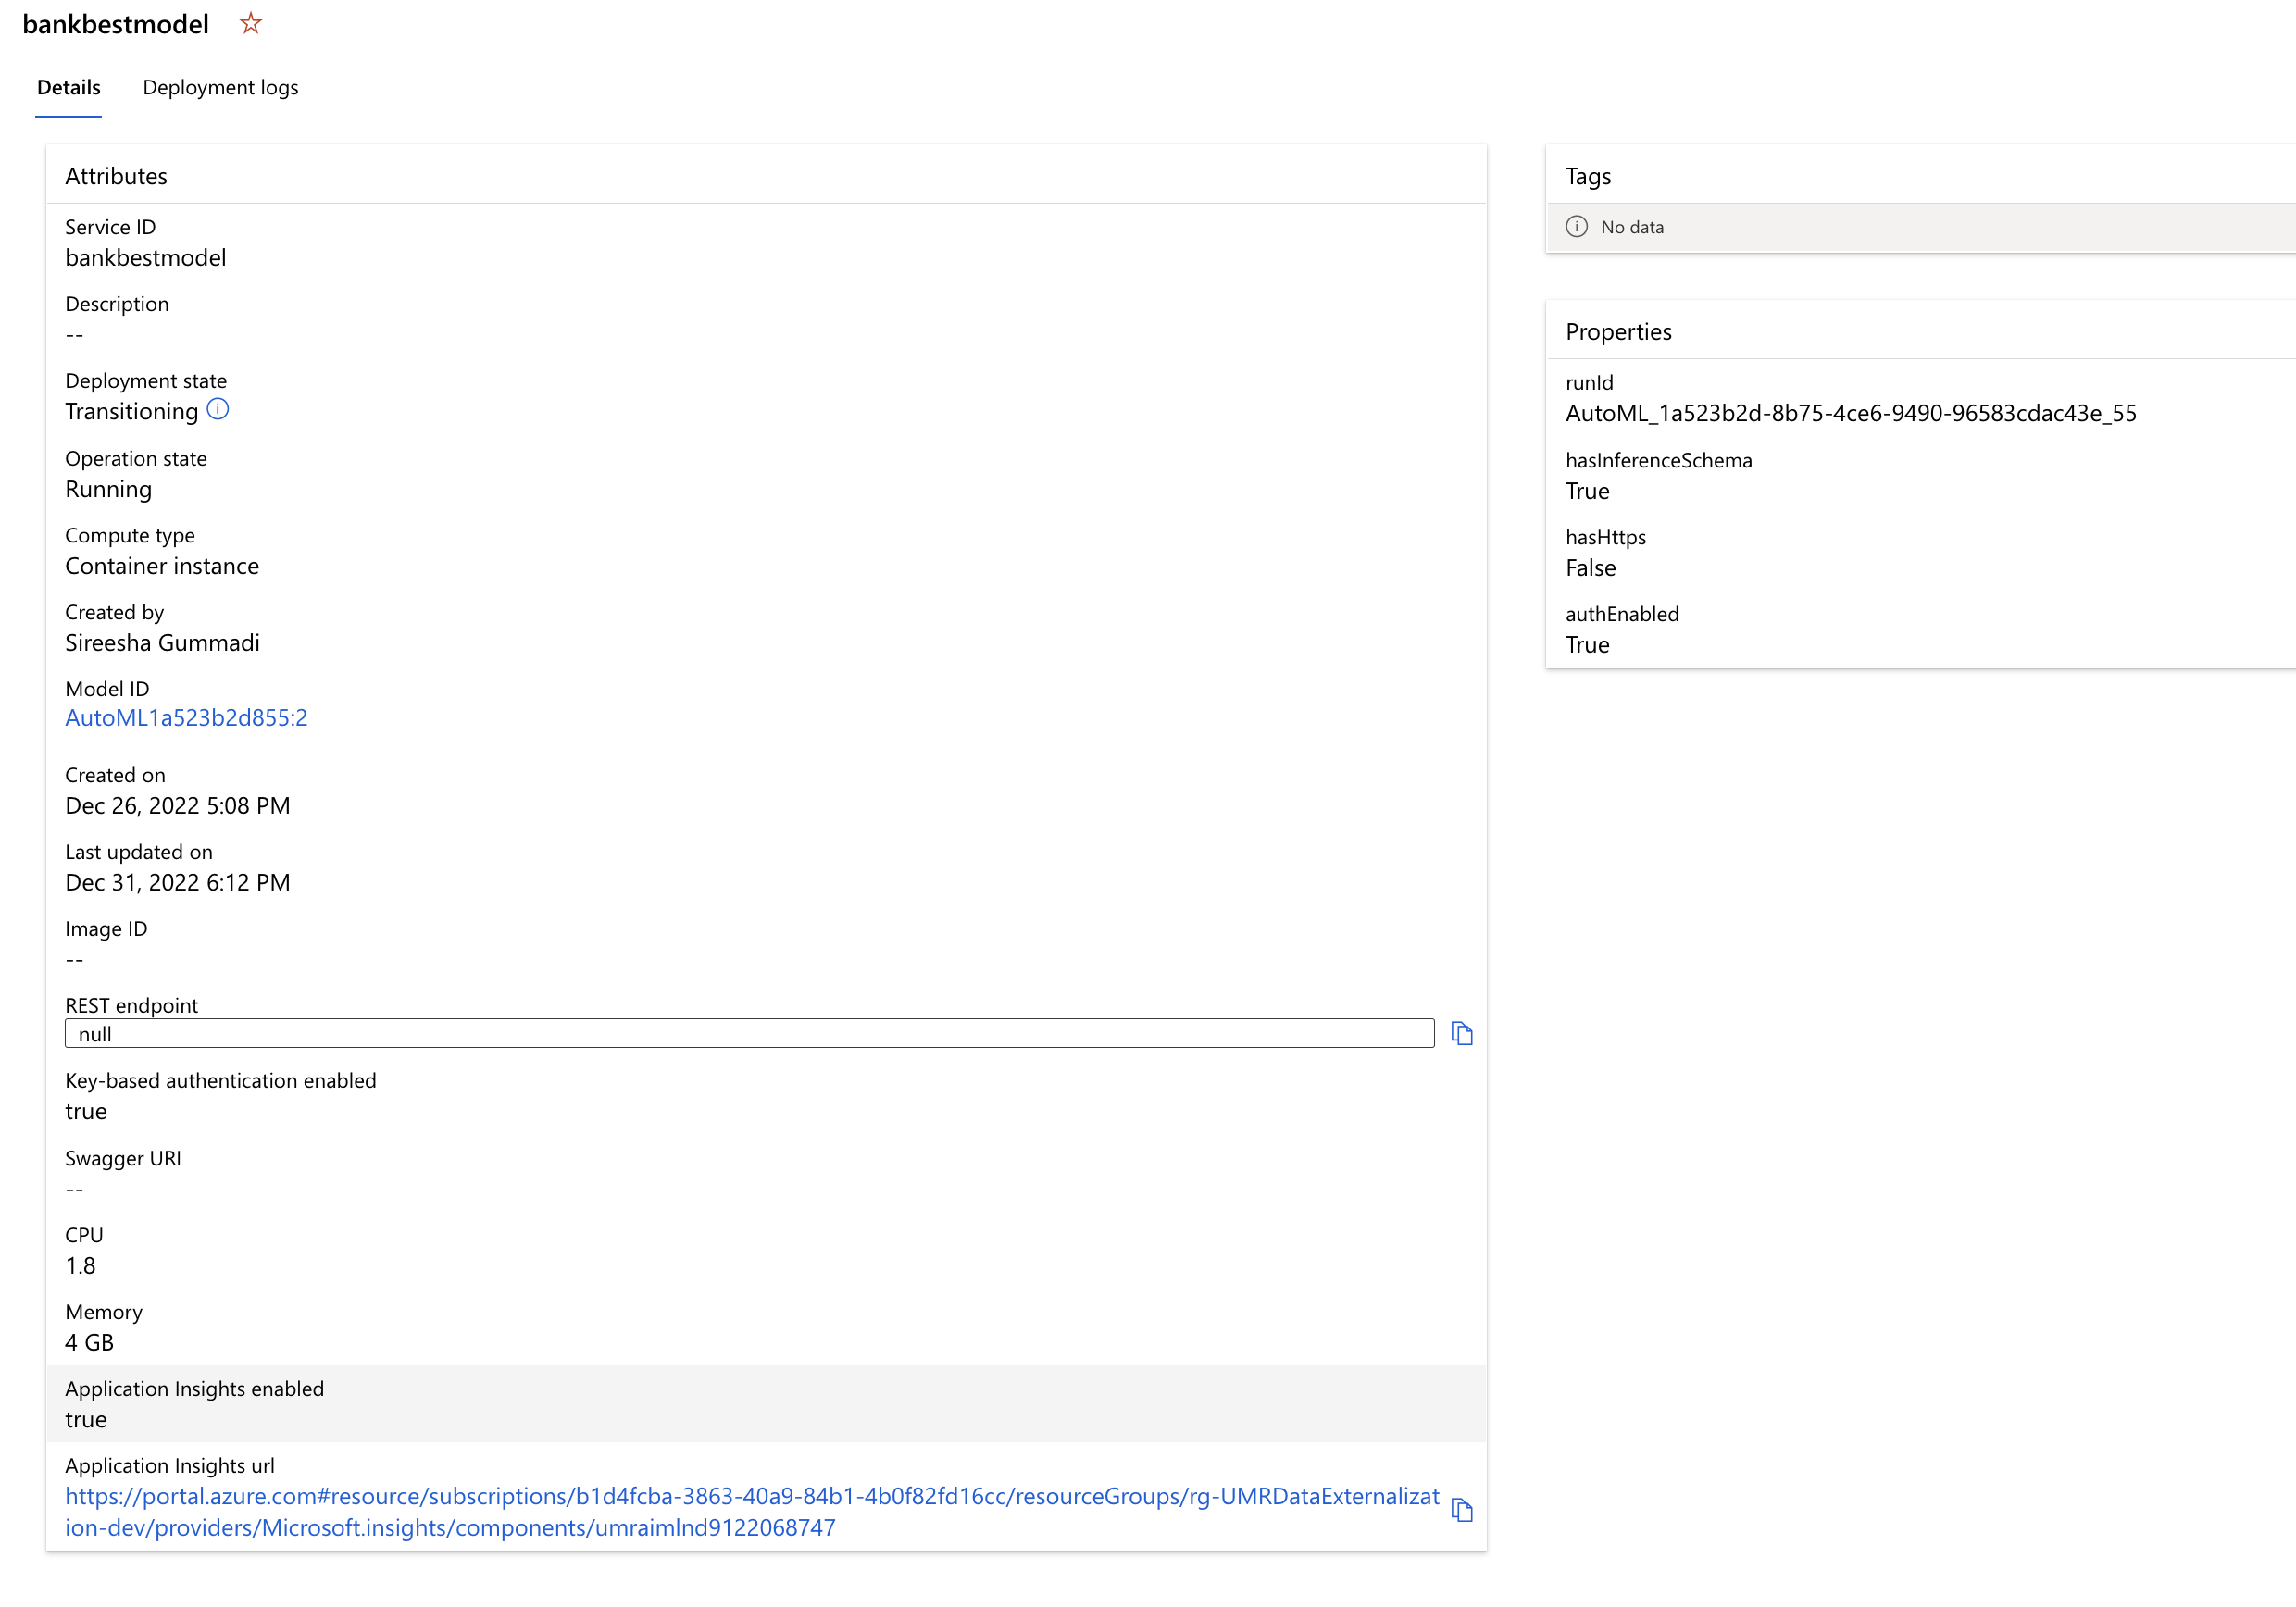 bankbestmodel
Details
Deployment logs
Attributes
Service ID
bankbestmodel
Description
--
Deployment state
Transitioning
Operation state
Running
Compute type
Container instance
Created by
Sireesha Gummadi
Model ID
AutoML1a523b2d855:2
Created on
Dec 26, 2022 5:08 PM
Last updated on
Dec 31, 2022 6:12 PM
Image ID
--
REST endpoint
null
Key-based authentication enabled
true
Swagger URI
--
CPU
1.8
Memory
4 GB
Application Insights enabled
true
Application Insights url
https://portal.azure.com#resource/subscriptions/b1d4fcba-3863-40a9-84b1-4b0f82fd16cc/resourceGroups/rg-UMRDataExternalizat
ion-dev/providers/Microsoft.insights/components/umraimlnd9122068747
Tags
No data
Properties
runId
AutoML_1a523b2d-8b75-4ce6-9490-96583cdac43e_55
hasInferenceSchema
True
hasHttps
False
authEnabled
True